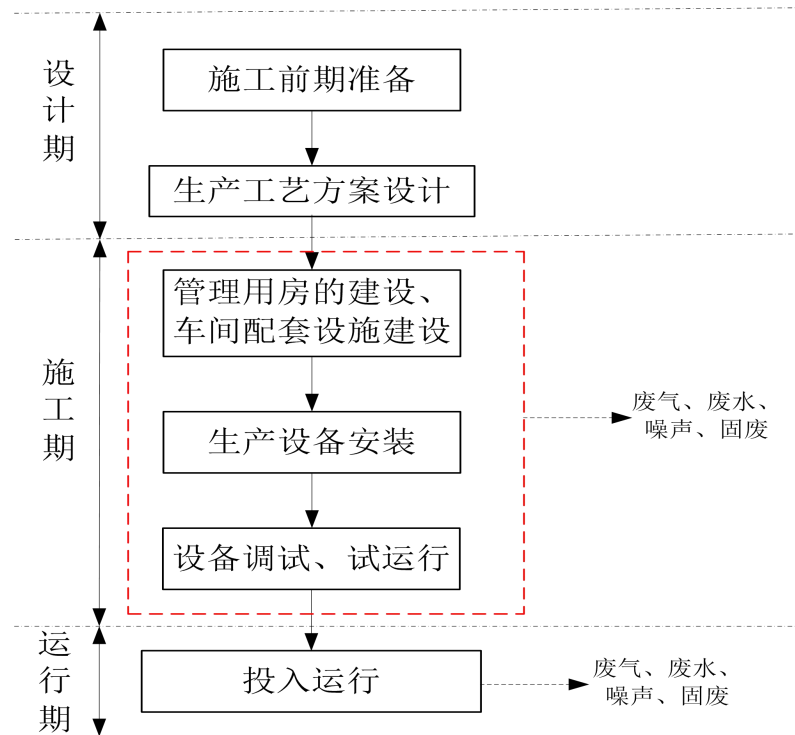 设计期
施工前期准备
生产工艺方案设计
施工期
管理用房的建设、
车间配套设施建设
生产设备安装
设备调试、试运行
废气、废水、
噪声、固废
运行期
投入运行
废气、废水、
噪声、固废